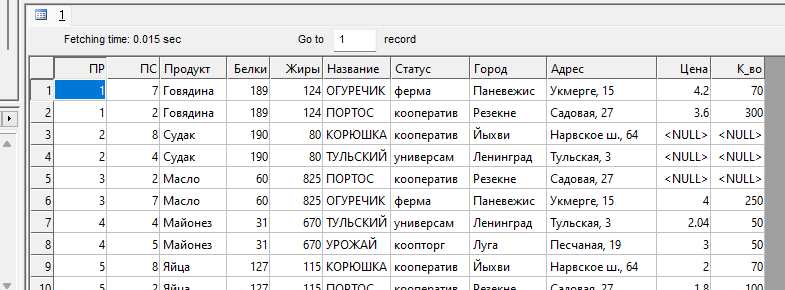 1
Fetching time: 0.015 sec Go to 1 record
ПР ПС Продукт Белки Жиры Название Статус Город Адрес Цена К_во
1 1 7 Говядина 189 124 ОГУРЕЧИК ферма Паневежис Укмерге, 15 4.2 70
2 1 2 Говядина 189 124 ПОРТОС кооператив Резекне Садовая, 27 3.6 300
3 2 8 Судак 190 80 КОРЮШКА кооператив Йыхви Нарвское ш., 64 <NULL> <NULL>
4 2 4 Судак 190 80 ТУЛЬСКИЙ универсам Ленинград Тульская, 3 <NULL> <NULL>
5 3 2 Масло 60 825 ПОРТОС кооператив Резекне Садовая, 27 <NULL> <NULL>
6 3 7 Масло 60 825 ОГУРЕЧИК ферма Паневежис Укмерге, 15 4 250
7 4 4 Майонез 31 670 ТУЛЬСКИЙ универсам Ленинград Тульская, 3 2.04 50
8 4 5 Майонез 31 670 УРОЖАЙ коопторг Луга Песчаная, 19 3 50
9 5 8 Яйца 127 115 КОРЮШКА кооператив Йыхви Нарвское ш., 64 2 70
10 5 2 Яйца 127 115 ПОРТОС кооператив Резекне Садовая, 27 1.8 100